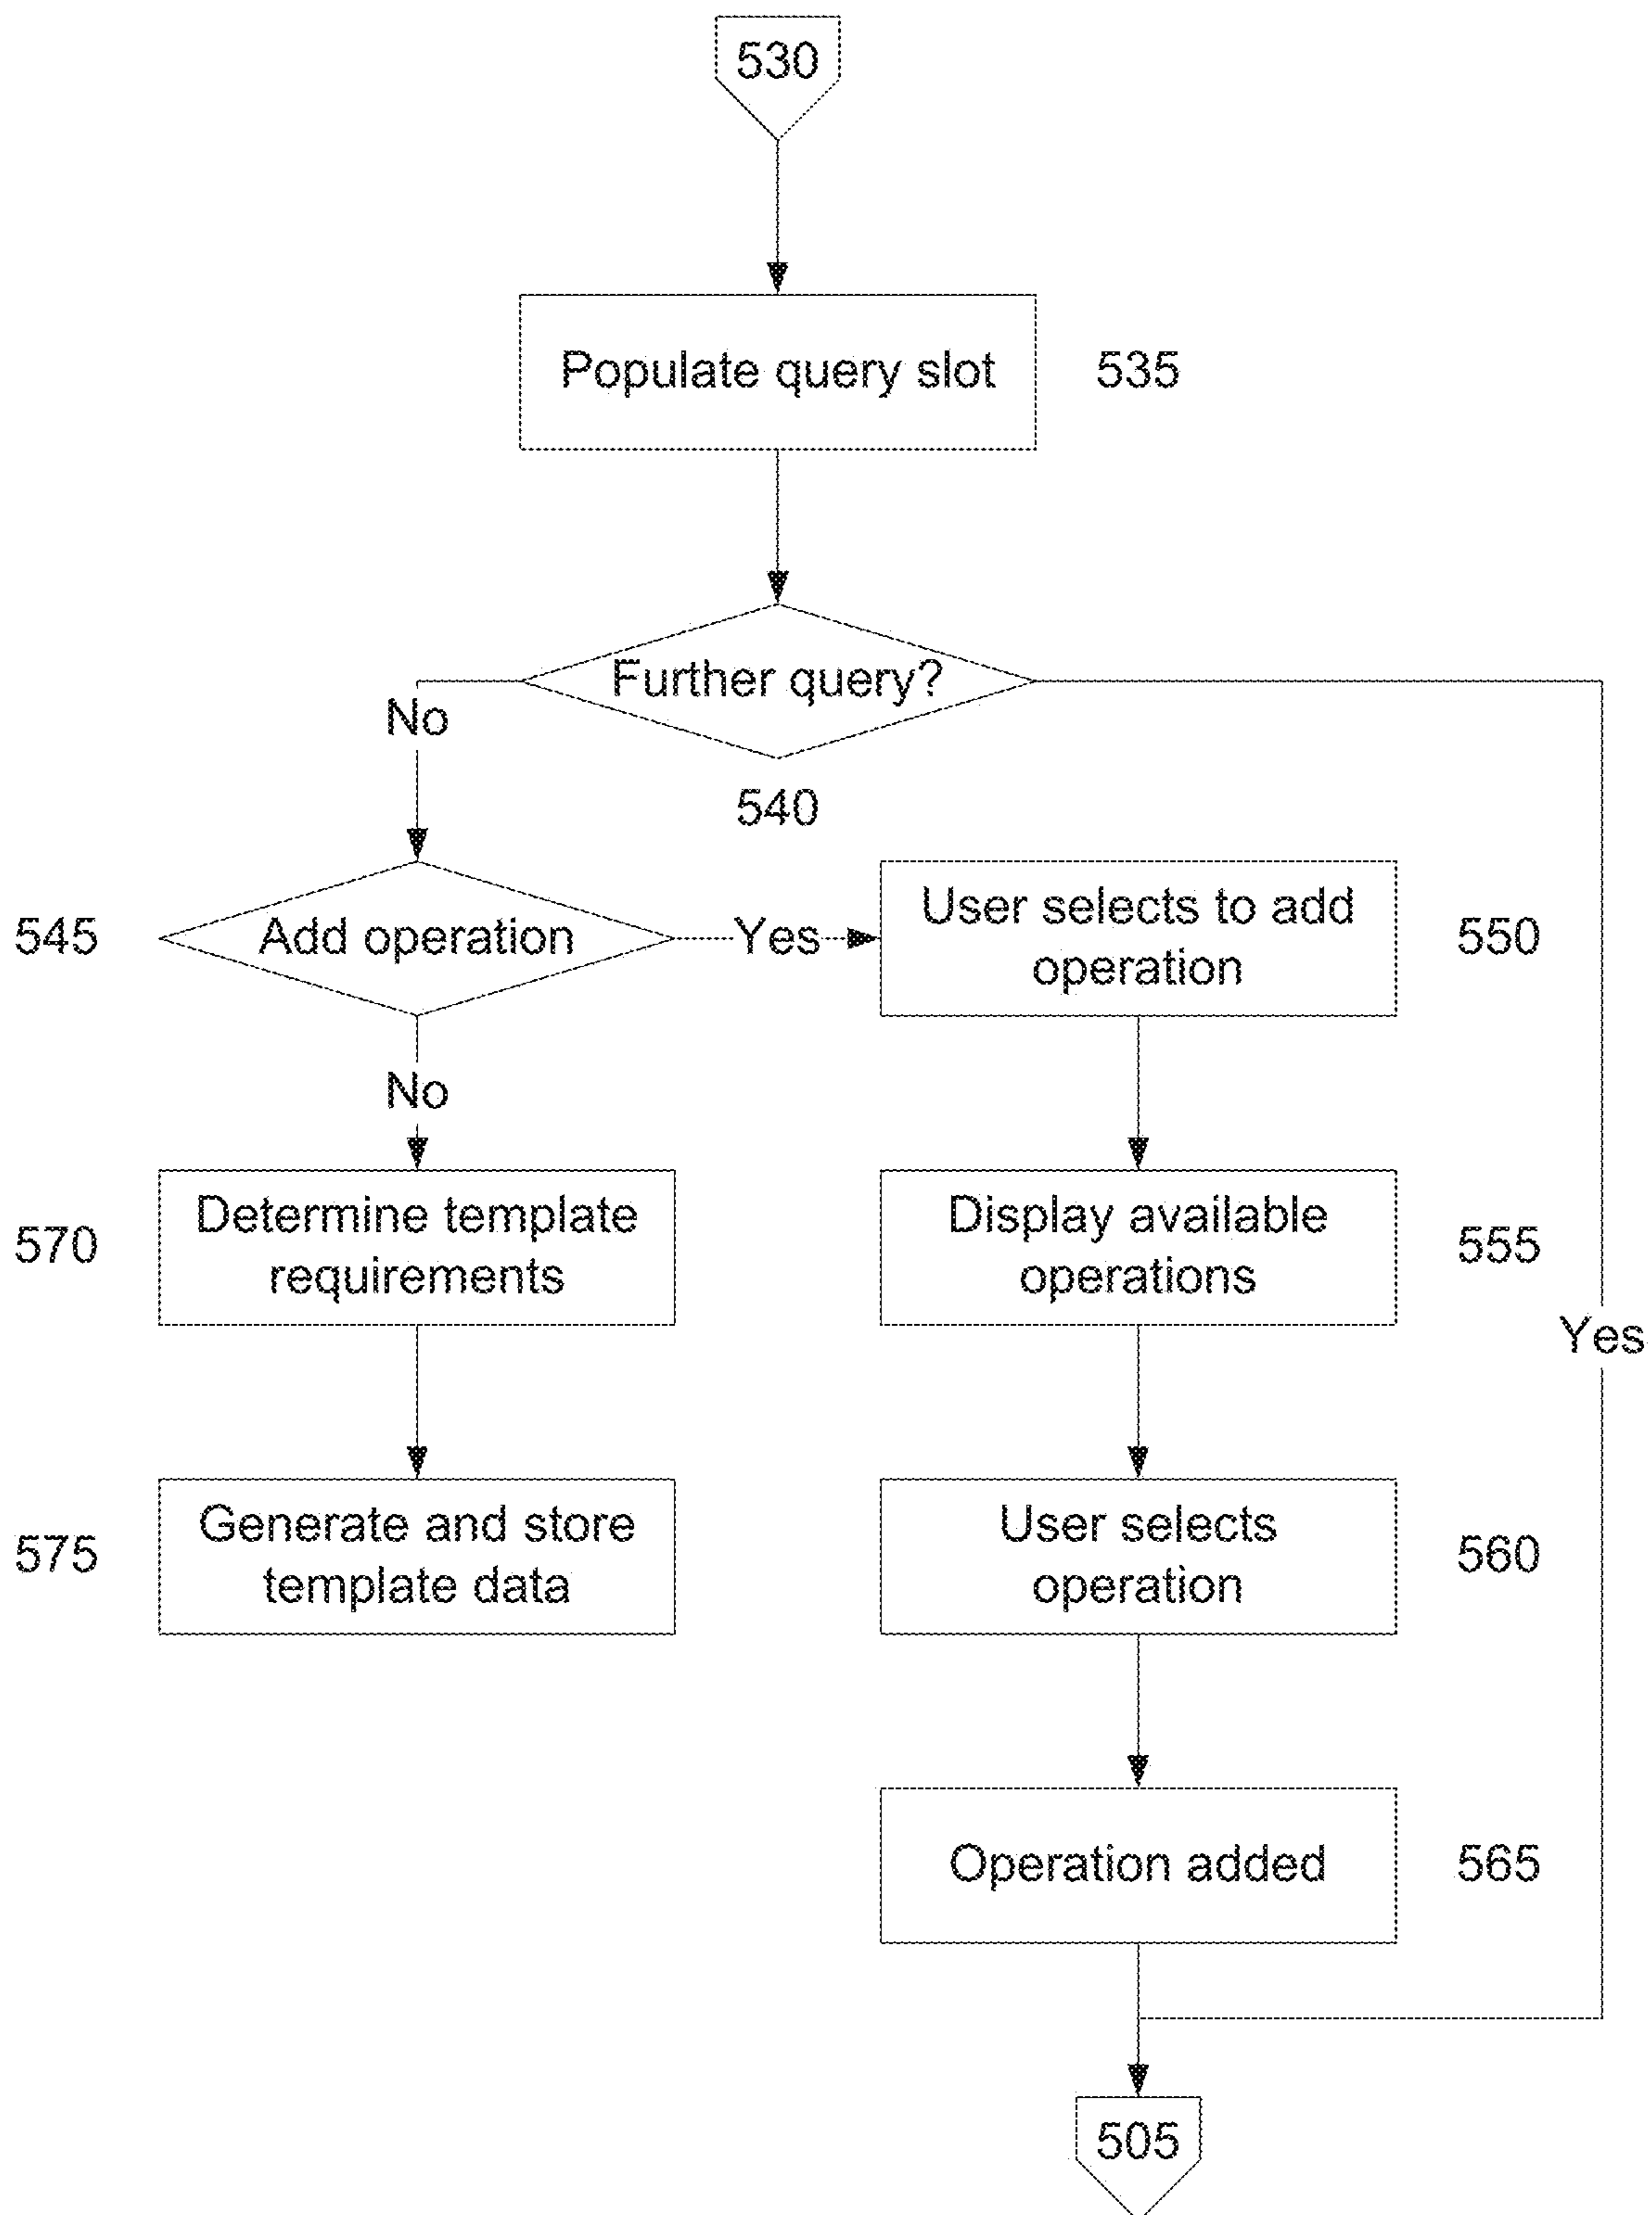 530
Populate query slot
535
Further query?
No
540
545
Add operation
Yes
User selects to add
operation
550
No
570
Determine template
requirements
Display available
operations
555
Yes
575
Generate and store
template data
User selects
operation
560
Operation added
565
505